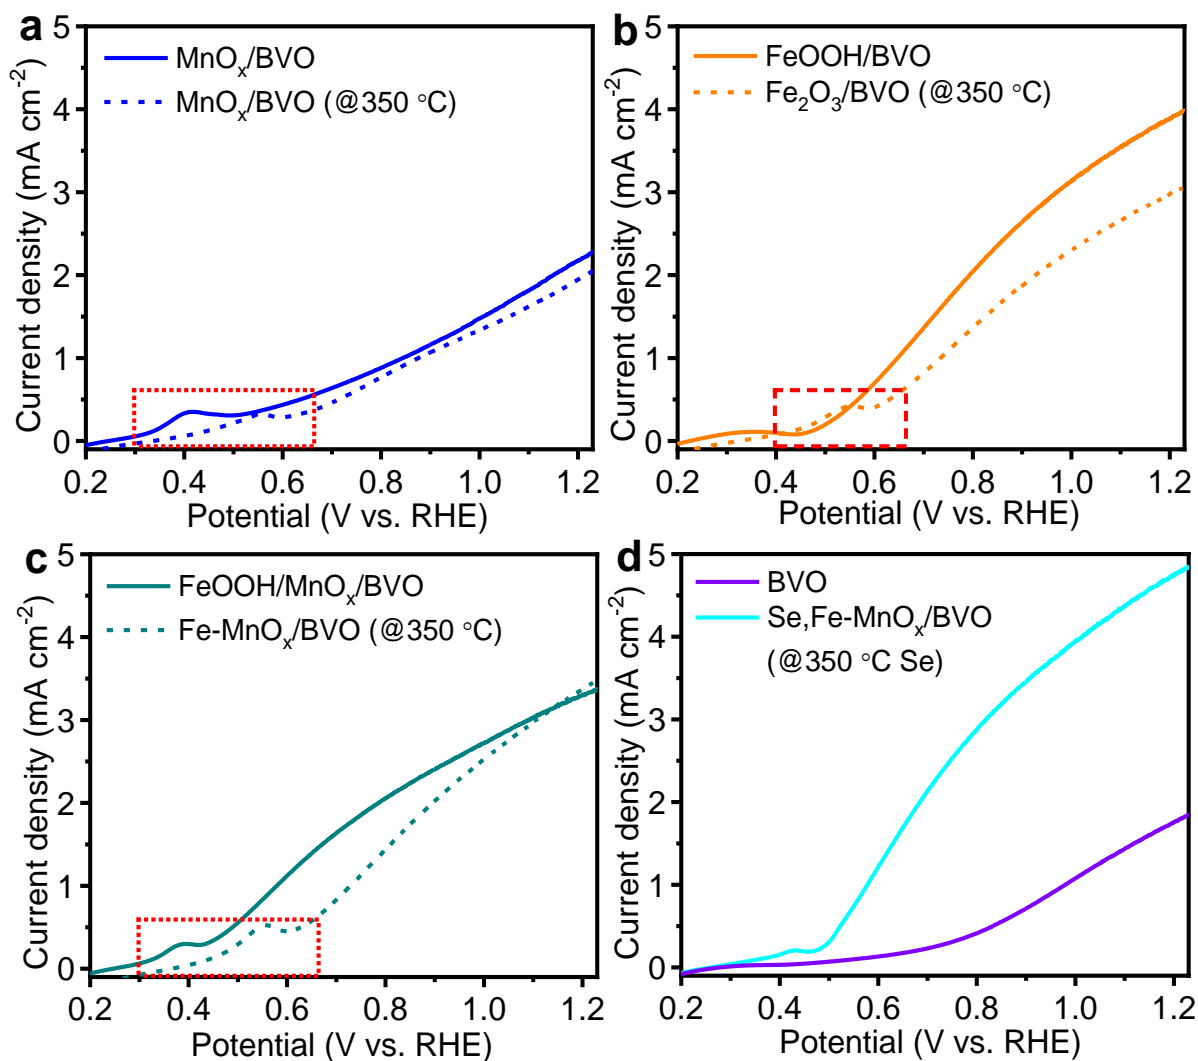 a
5
4
3
2
1
0
Current density (mA cm⁻²)
MnOₓ/BVO
MnOₓ/BVO (@350 °C)
0.2 0.4 0.6 0.8 1.0 1.2
Potential (V vs. RHE)
b
5
4
3
2
1
0
Current density (mA cm⁻²)
FeOOH/BVO
Fe₂O₃/BVO (@350 °C)
0.2 0.4 0.6 0.8 1.0 1.2
Potential (V vs. RHE)
c
5
4
3
2
1
0
Current density (mA cm⁻²)
FeOOH/MnOₓ/BVO
Fe-MnOₓ/BVO (@350 °C)
0.2 0.4 0.6 0.8 1.0 1.2
Potential (V vs. RHE)
d
5
4
3
2
1
0
Current density (mA cm⁻²)
BVO
Se,Fe-MnOₓ/BVO
(@350 °C Se)
0.2 0.4 0.6 0.8 1.0 1.2
Potential (V vs. RHE)